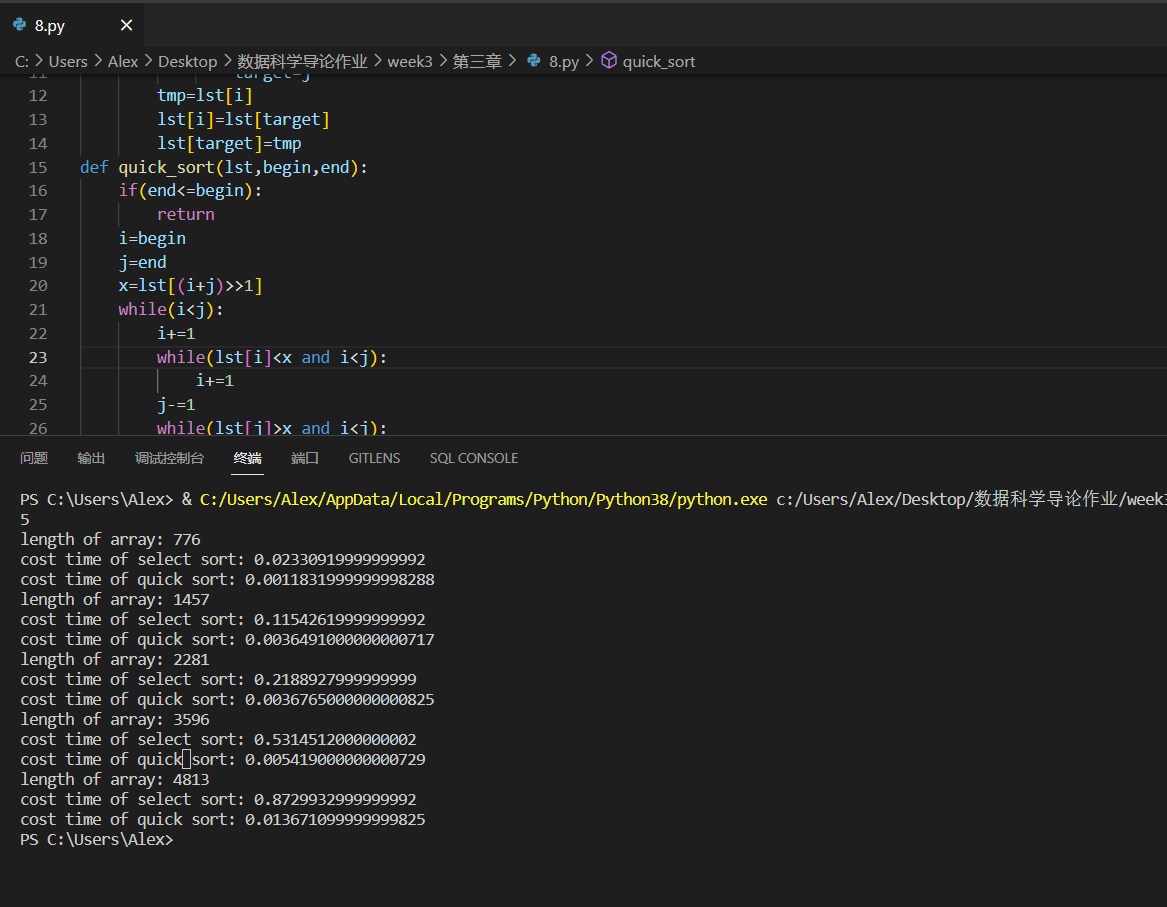 8.py
C: > Users > Alex > Desktop > 数据科学导论作业 > week3 > 第三章 > 8.py > quick_sort
11 target=j
12 tmp=lst[i]
13 lst[i]=lst[target]
14 lst[target]=tmp
15 def quick_sort(lst,begin,end):
16 if(end<=begin):
17 return
18 i=begin
19 j=end
20 x=lst[(i+j)>>1]
21 while(i<j):
22 i+=1
23 while(lst[i]<x and i<j):
24 i+=1
25 j-=1
26 while(lst[j]>x and i<j):
问题 输出 调试控制台 终端 端口 GITLENS SQL CONSOLE
PS C:\Users\Alex> & C:/Users/Alex/AppData/Local/Programs/Python/Python38/python.exe c:/Users/Alex/Desktop/数据科学导论作业/week3
5
length of array: 776
cost time of select sort: 0.02330919999999992
cost time of quick sort: 0.0011831999999998288
length of array: 1457
cost time of select sort: 0.11542619999999992
cost time of quick sort: 0.0036491000000000717
length of array: 2281
cost time of select sort: 0.2188927999999999
cost time of quick sort: 0.0036765000000000825
length of array: 3596
cost time of select sort: 0.5314512000000002
cost time of quick sort: 0.005419000000000729
length of array: 4813
cost time of select sort: 0.8729932999999992
cost time of quick sort: 0.013671099999999825
PS C:\Users\Alex>